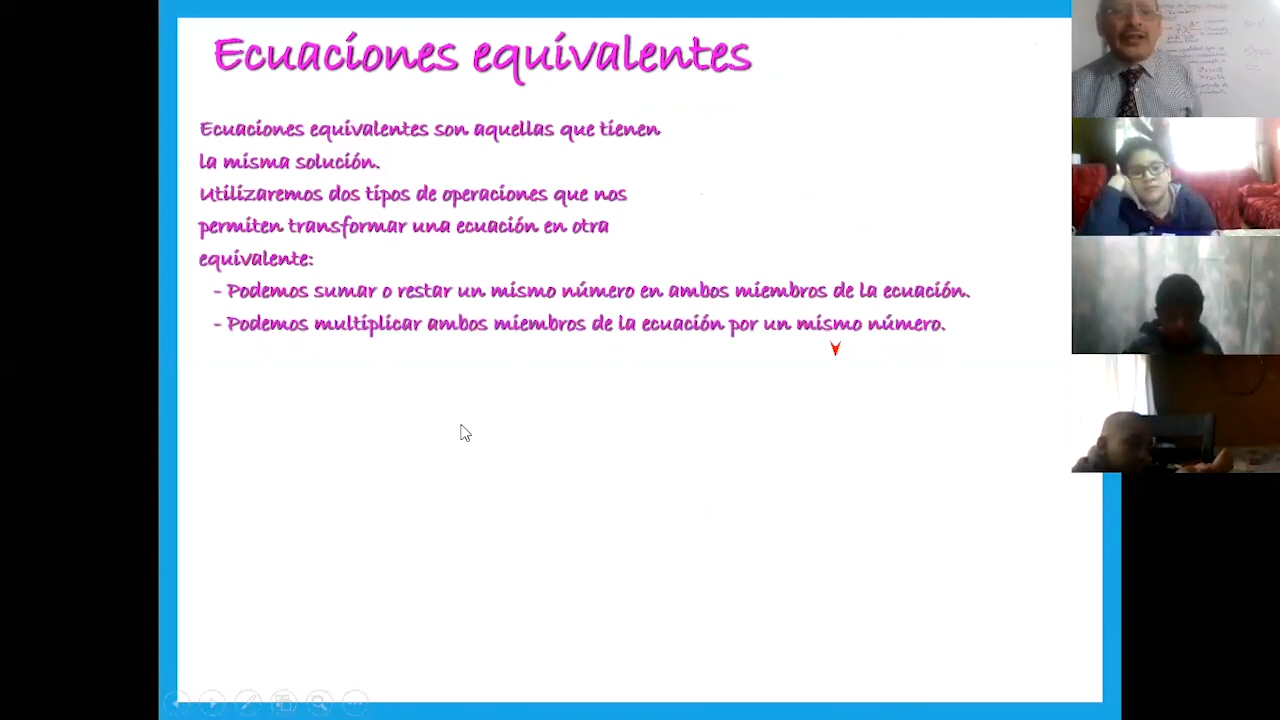 Ecuaciones equivalentes
Ecuaciones equivalentes son aquellas que tienen
la misma solución.
Utilizaremos dos tipos de operaciones que nos
permiten transformar una ecuación en otra
equivalente:
- Podemos sumar o restar un mismo número en ambos miembros de la ecuación.
- Podemos multiplicar ambos miembros de la ecuación por un mismo número.